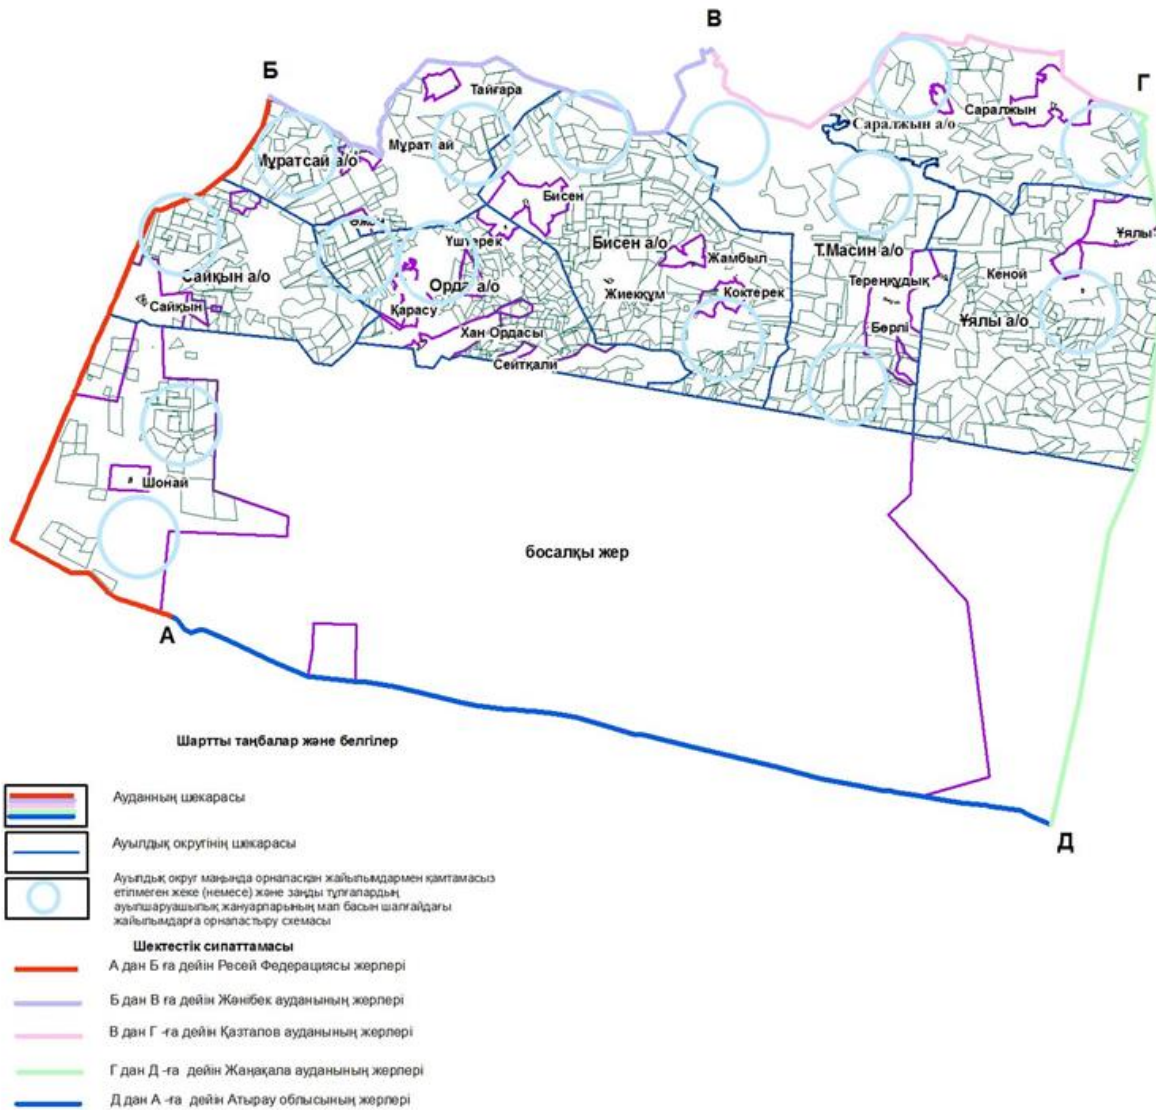 В
Б
Г
Тайғара
Саралжын
Саралжын а/о
Мұратсай
Мұратсай а/о
Бисен
Ұялы
Үштерек
Бисен а/о
Т.Масин а/о
Жамбыл
Сайқын а/о
Кеной
Теренқұдық
Орда а/о
Жиекқұм
Коктерек
Сайқын
Қарасу
Ұялы а/о
Хан Ордасы
Бөрлі
Сейтқали
Шонай
босалқы жер
А
Д
Шартты таңбалар және белгілер
Ауданның шекарасы
Ауылдық округінің шекарасы
Ауылдық округ маңында орналасқан жайылымдармен қамтамасыз
етілмеген жеке (немесе) және заңды тұлғалардың
ауылшаруашылық жануарларының мал басын шалғайдағы
жайылымдарға орналастыру схемасы
Шектестік сипаттамасы
А дан Б ға дейін Ресей Федерациясы жерлері
Б дан В ға дейін Жәнібек ауданының жерлері
В дан Г -ға дейін Қазталов ауданының жерлері
Г дан Д -ға дейін Жаңақала ауданының жерлері
Д дан А -ға дейін Атырау облысының жерлері